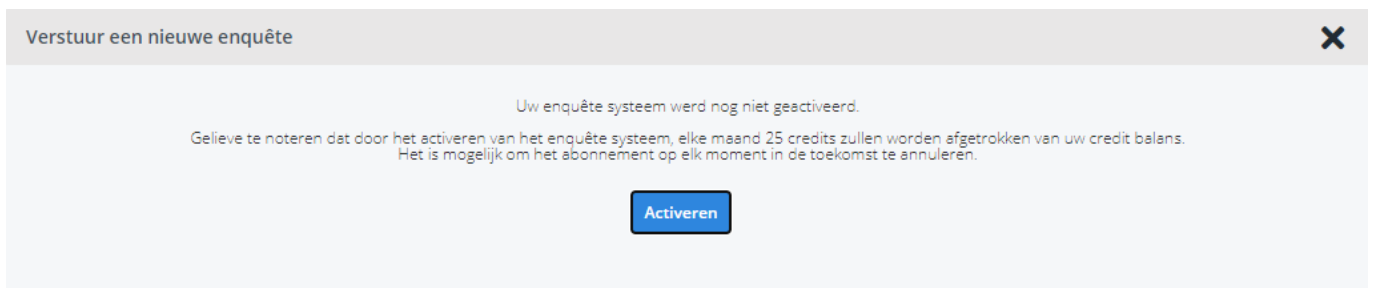 Verstuur een nieuwe enquête
Uw enquête systeem werd nog niet geactiveerd.
Gelieve te noteren dat door het activeren van het enquête systeem, elke maand 25 credits zullen worden afgetrokken van uw credit balans.
Het is mogelijk om het abonnement op elk moment in de toekomst te annuleren.
Activeren